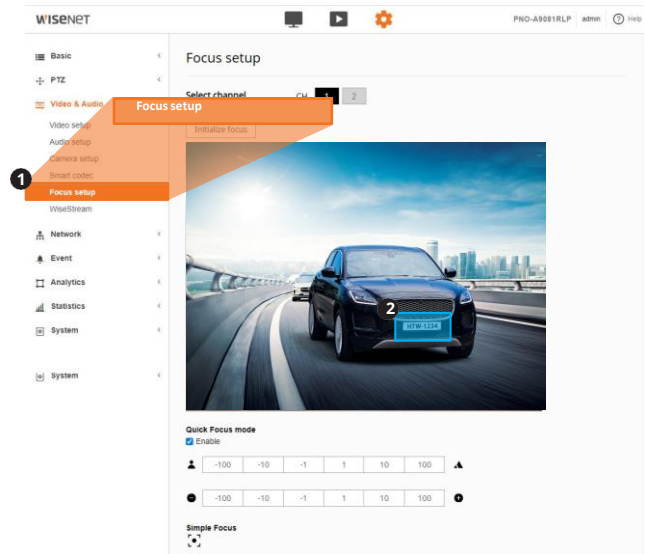 WISENET
PNO-A9081RLP admin ? Help
Basic
PTZ
Video & Audio
Video setup
Audio setup
Camera setup
Smart codec
Focus setup
WiseStream
Network
Event
Analytics
Statistics
System
System
1
Focus setup
Select channel CH 1 2
Focus setup
Initialize focus
2
HTW-1234
Quick Focus mode
Enable
-100 -10 -1 1 10 100
-100 -10 -1 1 10 100
Simple Focus